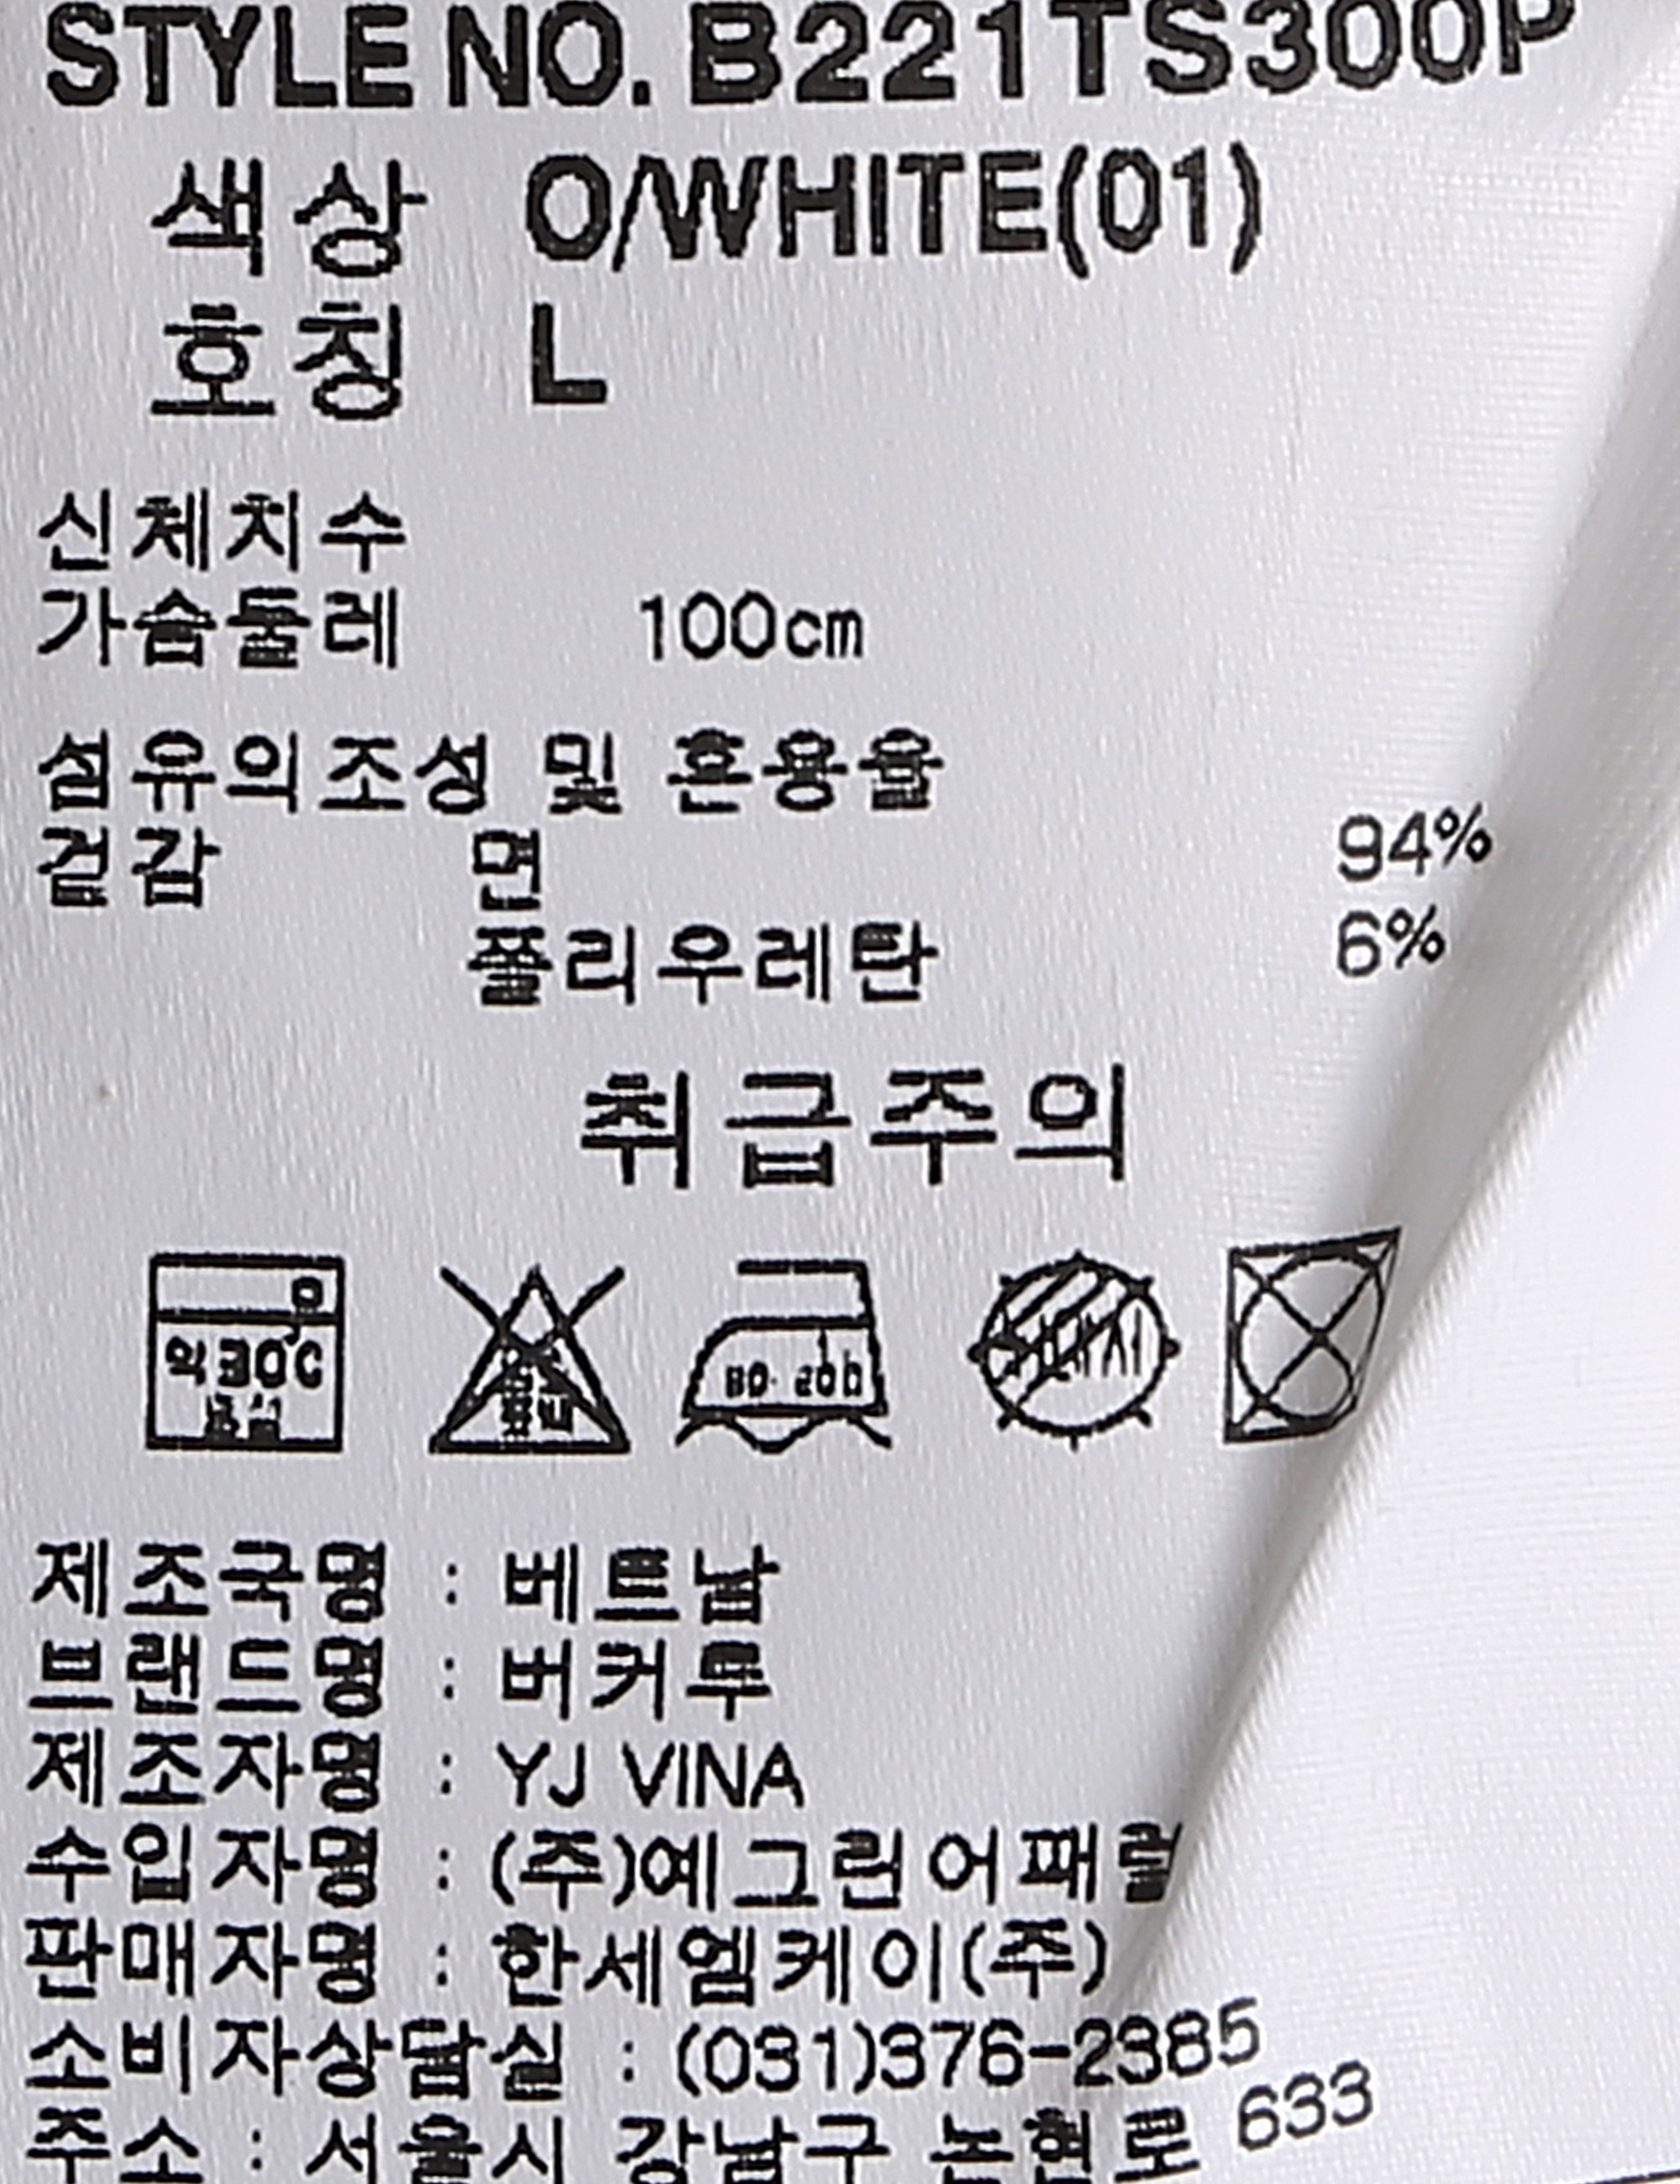 STYLE NO. B221TS300P
색상 O/WHITE(01)
호칭 L
신체치수
가슴둘레 100cm
섬유의조성 및 혼용율
겉감 면 94%
폴리우레탄 6%
취급주의
약 30°C
제조국명 : 베트남
브랜드명 : 버커루
제조자명 : YJ VINA
수입자명 : (주)예그린어패럴
판매자명 : 한세엠케이(주)
소비자상담실 : (031)376-2385
주소 : 서울시 강남구 논현로 633